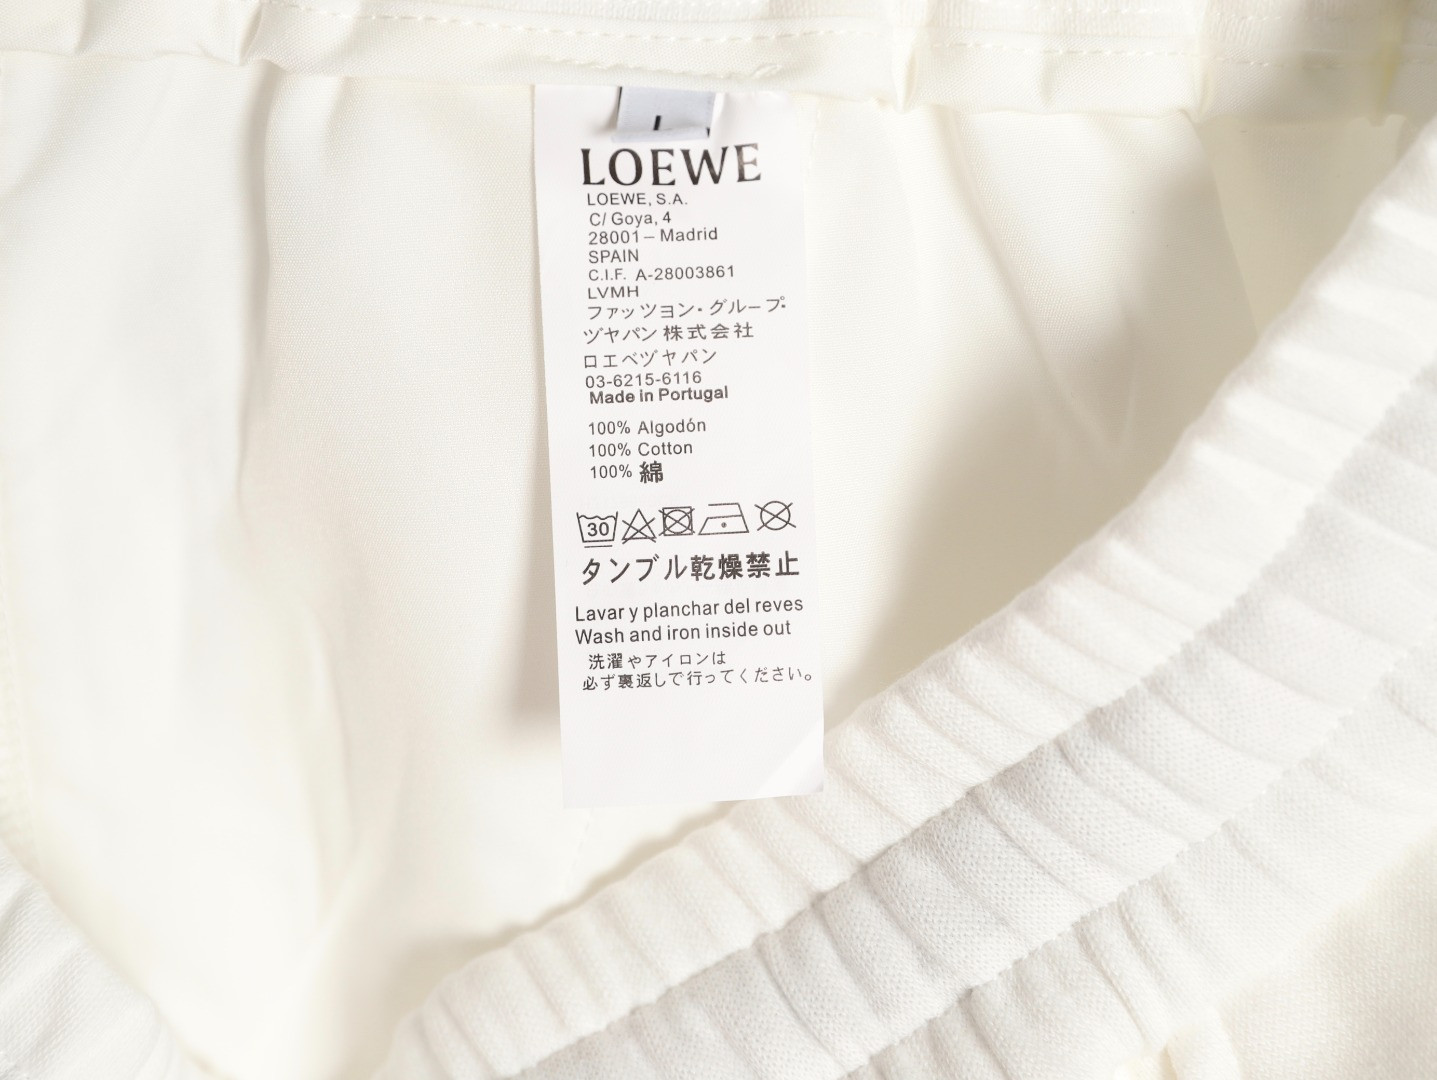 L
LOEWE
LOEWE, S.A.
C/ Goya, 4
28001 – Madrid
SPAIN
C.I.F. A-28003861
LVMH
ファッツヨン・グループ・
ヅヤパン 株式会社
ロエベヅヤパン
03-6215-6116
Made in Portugal
100% Algodón
100% Cotton
100% 綿
30
タンブル乾燥禁止
Lavar y planchar del reves
Wash and iron inside out
洗濯やアイロンは
必ず裏返しで行ってください。